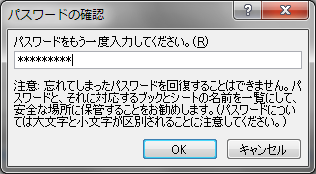 パスワードの確認
パスワードをもう一度入力してください。(R)
*********
注意: 忘れてしまったパスワードを回復することはできません。パ
スワードと、それに対応するブックとシートの名前を一覧にして、
安全な場所に保管することをお勧めします。(パスワードについ
ては大文字と小文字が区別されることに注意してください。)
OK
キャンセル